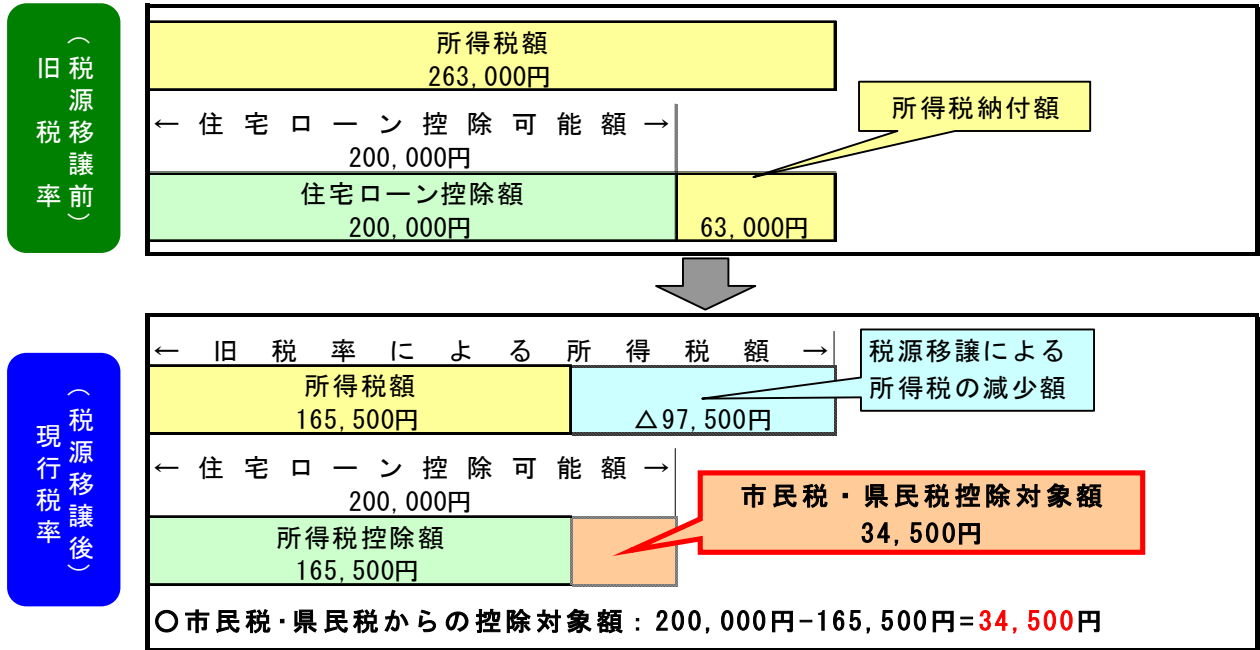 旧税率
（税源移譲前）
所得税額
263,000円
所得税納付額
← 住宅ローン控除可能額 →
200,000円
住宅ローン控除額
200,000円
63,000円
現行税率
（税源移譲後）
← 旧税率による所得税額 →
税源移譲による
所得税の減少額
所得税額
165,500円
△97,500円
← 住宅ローン控除可能額 →
200,000円
市民税・県民税控除対象額
34,500円
所得税控除額
165,500円
○市民税・県民税からの控除対象額：200,000円-165,500円=34,500円